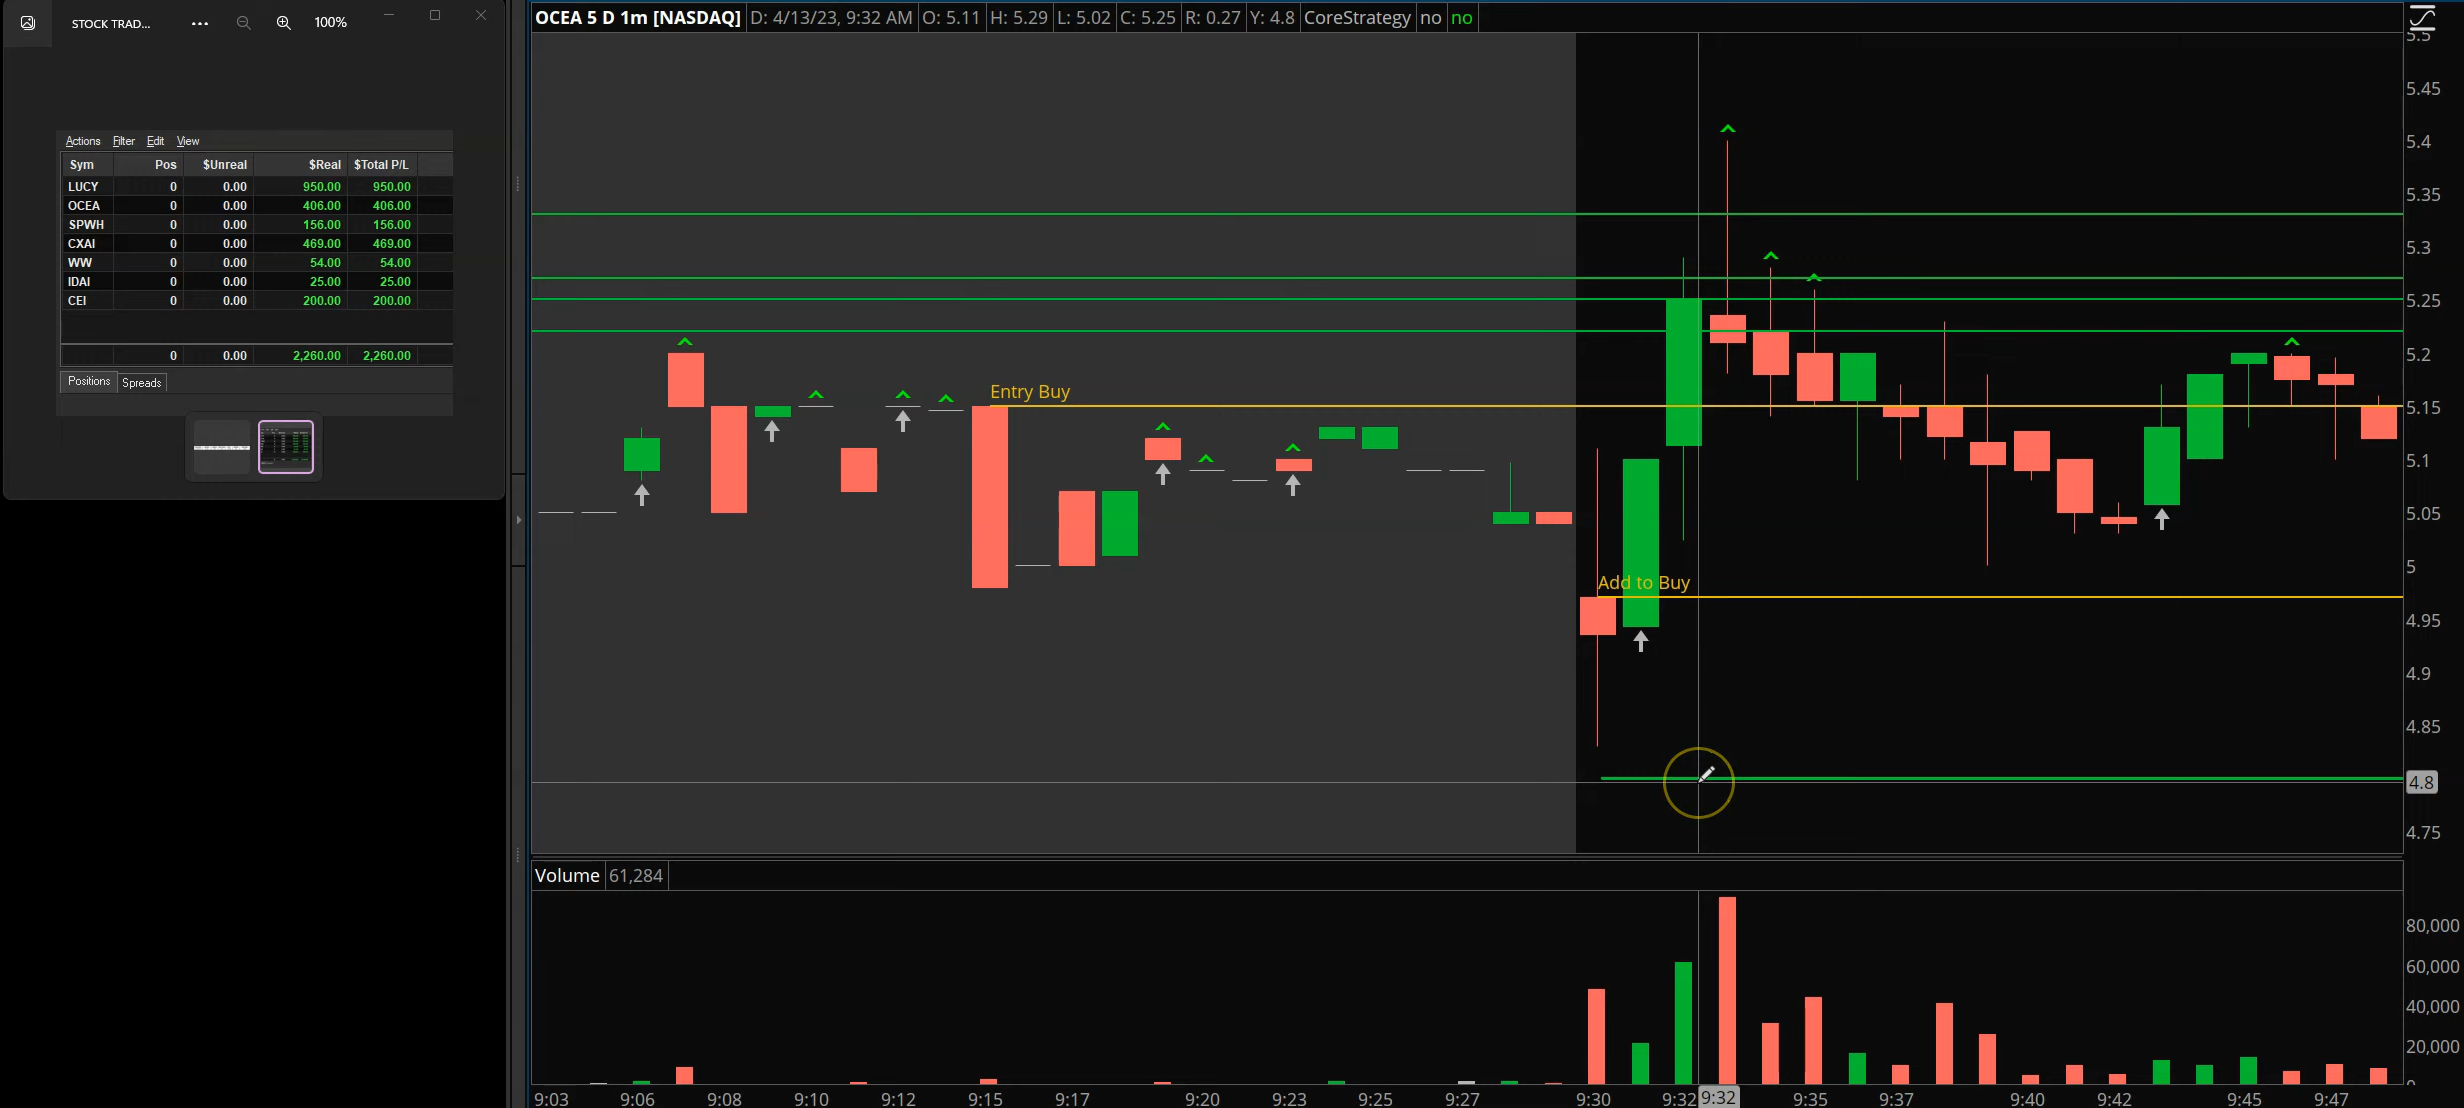 STOCK TRAD... ... 100%
Actions Filter Edit View
Sym Pos $Unreal $Real $Total P/L
LUCY 0 0.00 950.00 950.00
OCEA 0 0.00 406.00 406.00
SPWH 0 0.00 156.00 156.00
CXAI 0 0.00 469.00 469.00
WW 0 0.00 54.00 54.00
IDAI 0 0.00 25.00 25.00
CEI 0 0.00 200.00 200.00
0 0.00 2,260.00 2,260.00
Positions Spreads
OCEA 5 D 1m [NASDAQ] D: 4/13/23, 9:32 AM O: 5.11 H: 5.29 L: 5.02 C: 5.25 R: 0.27 Y: 4.8 CoreStrategy no no
5.5
5.45
5.4
5.35
5.3
5.25
5.2
Entry Buy
5.15
5.1
5.05
5
Add to Buy
4.95
4.9
4.85
4.8
4.75
Volume 61,284
80,000
60,000
40,000
20,000
0
9:03 9:06 9:08 9:10 9:12 9:15 9:17 9:20 9:23 9:25 9:27 9:30 9:32 9:32 9:35 9:37 9:40 9:42 9:45 9:47